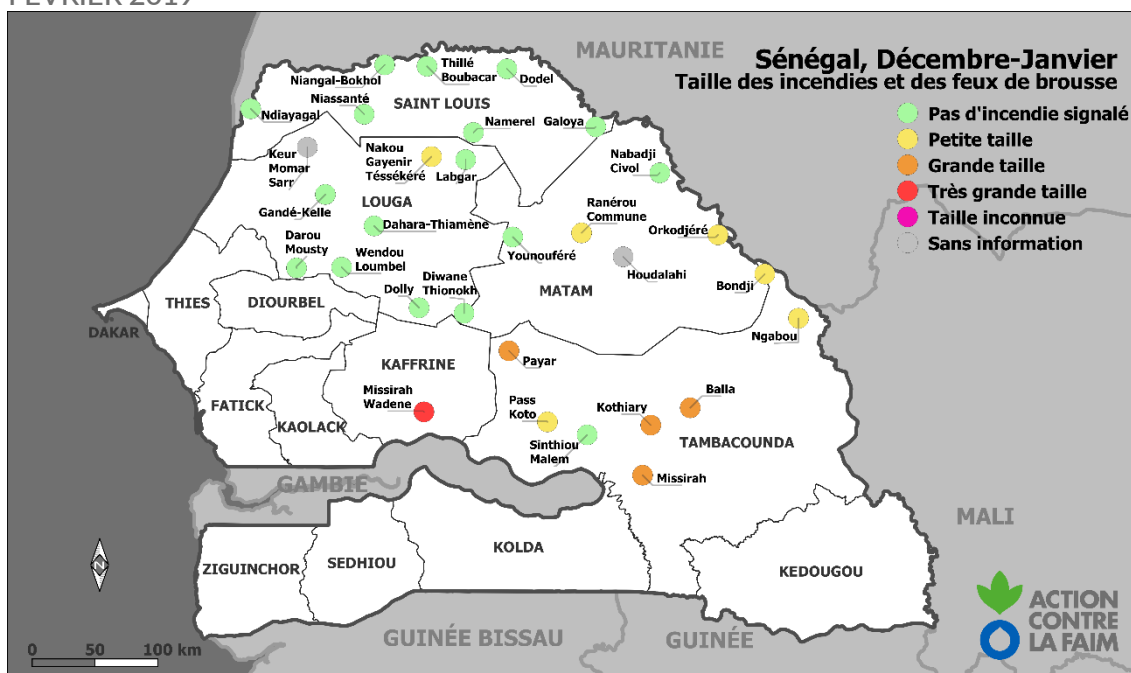 FÉVRIER 2019
MAURITANIE
Sénégal, Décembre-Janvier
Taille des incendies et des feux de brousse
Pas d'incendie signalé
Petite taille
Grande taille
Très grande taille
Taille inconnue
Sans information
Niangal-Bokhol
Thillé
Boubacar
Dodel
Niassanté
SAINT LOUIS
Ndiayagal
Namerel
Galoya
Keur
Momar
Sarr
Nakou
Gayenir
Téssékéré
Labgar
Nabadji
Civol
LOUGA
Gandé-Kelle
Ranérou
Commune
Orkodjéré
Dahara-Thiamène
Darou
Mousty
Wendou
Loumbel
Younouféré
Houdalahi
Diwane
Thionokh
Dolly
MATAM
Bondji
THIES
DIOURBEL
DAKAR
Ngabou
KAFFRINE
Payar
Missirah
Wadene
FATICK
KAOLACK
Pass
Koto
Kothiary
Balla
Sinthiou
Malem
TAMBACOUNDA
GAMBIE
Missirah
MALI
ZIGUINCHOR
SEDHIOU
KOLDA
KEDOUGOU
N
GUINÉE BISSAU
GUINÉE
0 50 100 km
ACTION
CONTRE
LA FAIM